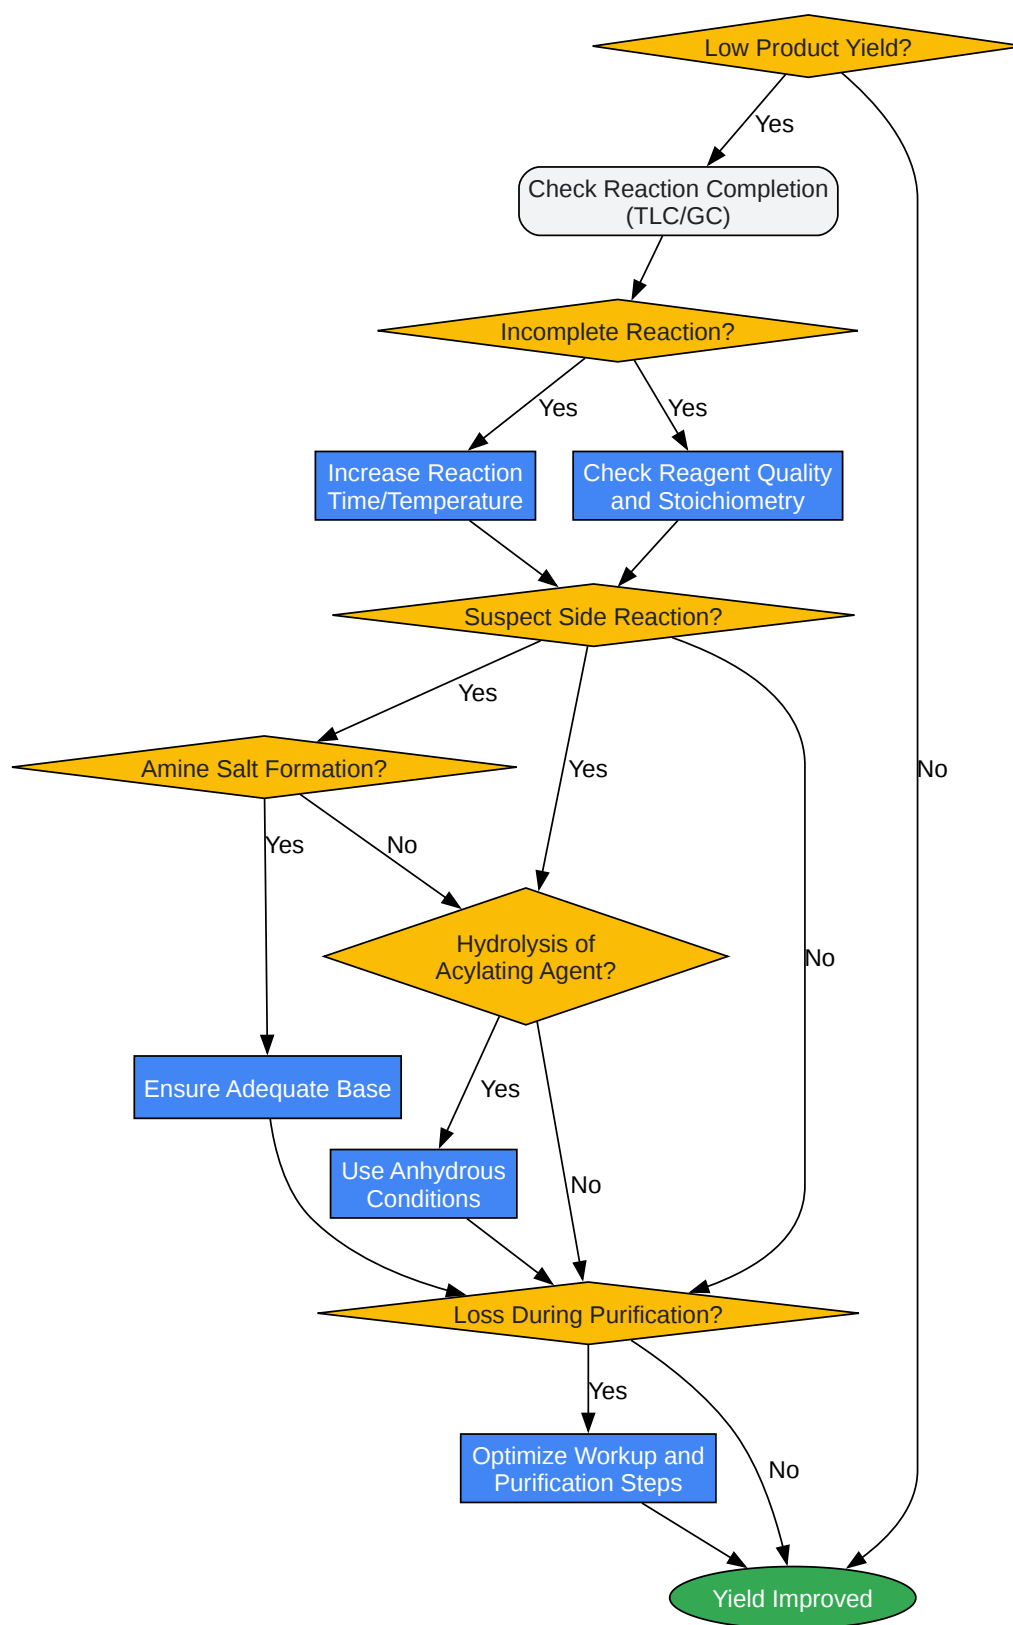 Low Product Yield?
Yes
Check Reaction Completion
(TLC/GC)
Incomplete Reaction?
Yes
Yes
Increase Reaction
Time/Temperature
Check Reagent Quality
and Stoichiometry
Suspect Side Reaction?
Yes
Amine Salt Formation?
Yes
No
Yes
No
Hydrolysis of
Acylating Agent?
No
Ensure Adequate Base
Yes
Use Anhydrous
Conditions
No
Loss During Purification?
Yes
Optimize Workup and
Purification Steps
No
Yield Improved